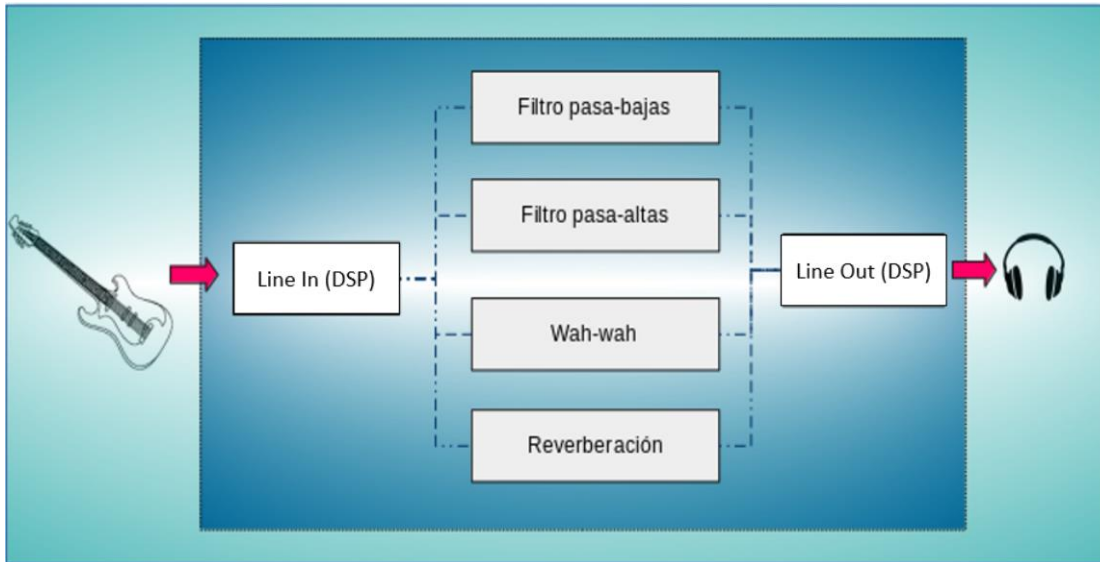 Filtro pasa-bajas
Filtro pasa-altas
Line In (DSP)
Line Out (DSP)
Wah-wah
Reverberación